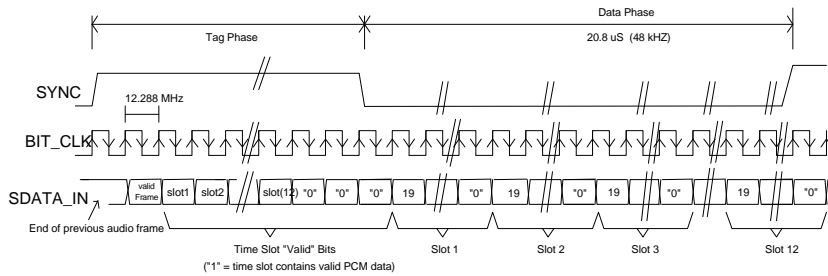 Data Phase
Tag Phase
20.8 uS (48 kHZ)
SYNC
12.288 MHz
BIT_CLK
SDATA_IN
valid Frame
slot1
slot2
slot(12)
"0"
"0"
"0"
19
"0"
19
"0"
19
"0"
19
"0"
End of previous audio frame
Time Slot "Valid" Bits
Slot 1
Slot 2
Slot 3
Slot 12
("1" = time slot contains valid PCM data)